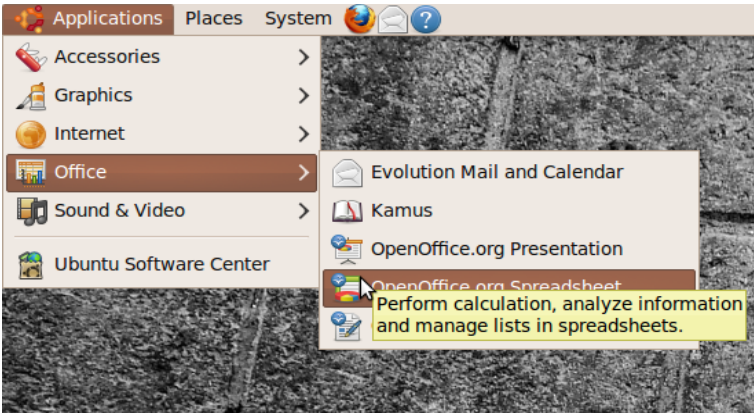 Applications Places System
Accessories
Graphics
Internet
Office
Sound & Video
Ubuntu Software Center
Evolution Mail and Calendar
Kamus
OpenOffice.org Presentation
OpenOffice.org Spreadsheet
Perform calculation, analyze information
and manage lists in spreadsheets.